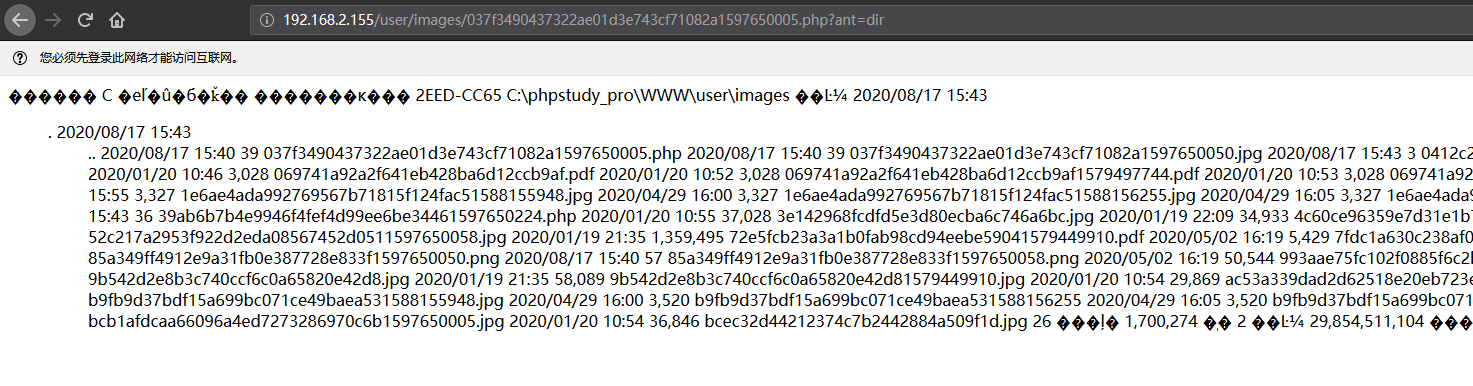 192.168.2.155/user/images/037f3490437322ae01d3e743cf71082a1597650005.php?ant=dir
您必须先登录此网络才能访问互联网。
������ C �eľ�û�б�ǩ�� �������к��� 2EED-CC65 C:\phpstudy_pro\WWW\user\images ��Ŀ¼ 2020/08/17 15:43
. 2020/08/17 15:43
.. 2020/08/17 15:40 39 037f3490437322ae01d3e743cf71082a1597650005.php 2020/08/17 15:40 39 037f3490437322ae01d3e743cf71082a1597650050.jpg 2020/08/17 15:43 3 0412c2
2020/01/20 10:46 3,028 069741a92a2f641eb428ba6d12ccb9af.pdf 2020/01/20 10:52 3,028 069741a92a2f641eb428ba6d12ccb9af1579497744.pdf 2020/01/20 10:53 3,028 069741a92
15:55 3,327 1e6ae4ada992769567b71815f124fac51588155948.jpg 2020/04/29 16:00 3,327 1e6ae4ada992769567b71815f124fac51588156255.jpg 2020/04/29 16:05 3,327 1e6ae4ada9
15:43 36 39ab6b7b4e9946f4fef4d99ee6be34461597650224.php 2020/01/20 10:55 37,028 3e142968fcdfd5e3d80ecba6c746a6bc.jpg 2020/01/19 22:09 34,933 4c60ce96359e7d31e1b
52c217a2953f922d2eda08567452d0511597650058.jpg 2020/01/19 21:35 1,359,495 72e5fcb23a3a1b0fab98cd94eebe59041579449910.pdf 2020/05/02 16:19 5,429 7fdc1a630c238af0
85a349ff4912e9a31fb0e387728e833f1597650050.png 2020/08/17 15:40 57 85a349ff4912e9a31fb0e387728e833f1597650058.png 2020/05/02 16:19 50,544 993aae75fc102f0885f6c2
9b542d2e8b3c740ccf6c0a65820e42d8.jpg 2020/01/19 21:35 58,089 9b542d2e8b3c740ccf6c0a65820e42d81579449910.jpg 2020/01/20 10:54 29,869 ac53a339dad2d62518e20eb723e
b9fb9d37bdf15a699bc071ce49baea531588155948.jpg 2020/04/29 16:00 3,520 b9fb9d37bdf15a699bc071ce49baea531588156255 2020/04/29 16:05 3,520 b9fb9d37bdf15a699bc071
bcb1afdcaa66096a4ed7273286970c6b1597650005.jpg 2020/01/20 10:54 36,846 bcec32d44212374c7b2442884a509f1d.jpg 26 ���ļ� 1,700,274 �ֽ� 2 ��Ŀ¼ 29,854,511,104 ����